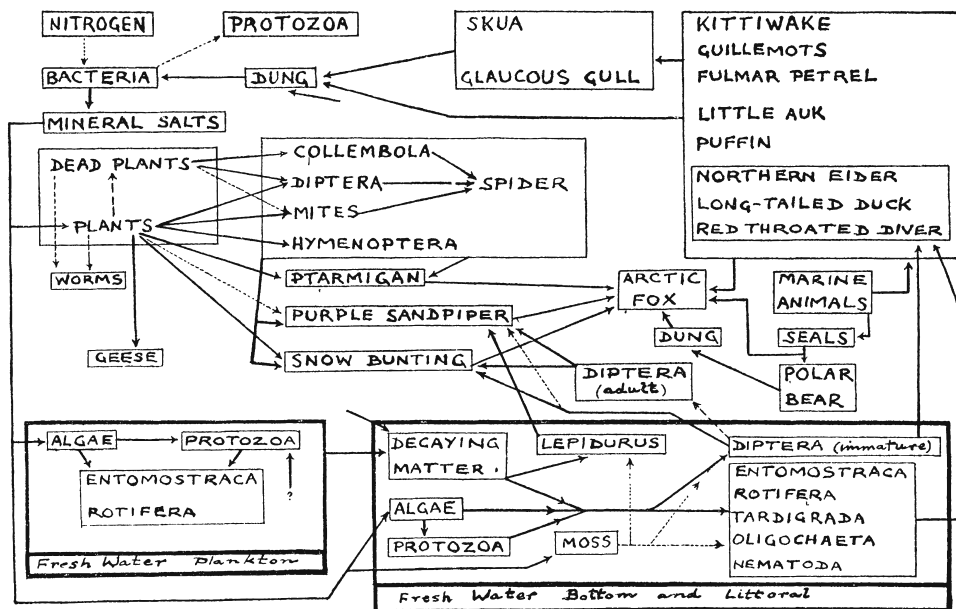 NITROGEN
PROTOZOA
BACTERIA
DUNG
MINERAL SALTS
SKUA
GLAUCOUS GULL
KITTIWAKE
GUILLEMOTS
FULMAR PETREL
LITTLE AUK
PUFFIN
NORTHERN EIDER
LONG-TAILED DUCK
RED THROATED DIVER
DEAD PLANTS
PLANTS
WORMS
GEESE
COLLEMBOLA
DIPTERA
MITES
HYMENOPTERA
SPIDER
PTARMIGAN
PURPLE SANDPIPER
SNOW BUNTING
ARCTIC
FOX
DUNG
MARINE
ANIMALS
SEALS
POLAR
BEAR
DIPTERA
(adult)
ALGAE
PROTOZOA
ENTOMOSTRACA
ROTIFERA
?
Fresh Water Plankton
DECAYING
MATTER.
LEPIDURUS
DIPTERA (immature)
ALGAE
PROTOZOA
MOSS
ENTOMOSTRACA
ROTIFERA
TARDIGRADA
OLIGOCHAETA
NEMATODA
Fresh Water Bottom and Littoral